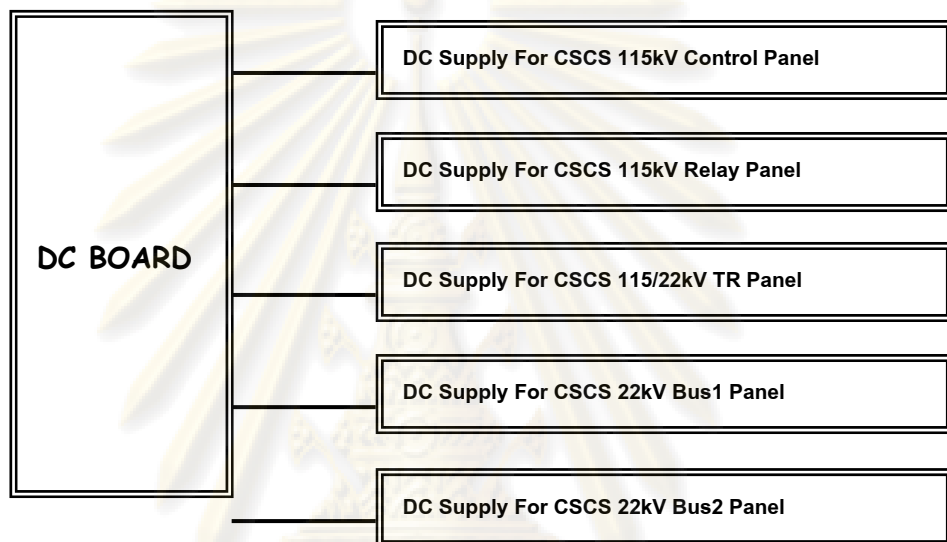 DC BOARD
DC Supply For CSCS 115kV Control Panel
DC Supply For CSCS 115kV Relay Panel
DC Supply For CSCS 115/22kV TR Panel
DC Supply For CSCS 22kV Bus1 Panel
DC Supply For CSCS 22kV Bus2 Panel